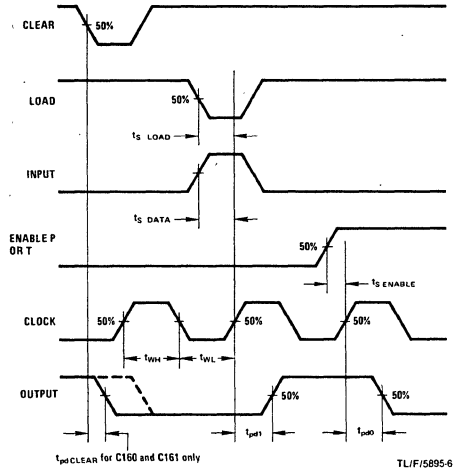 CLEAR
50%
LOAD
50%
tS LOAD
INPUT
tS DATA
ENABLE P
OR T
50%
tS ENABLE
CLOCK
50%
50%
50%
tWH
tWL
OUTPUT
50%
50%
tpd1
tpd0
tpd CLEAR for C160 and C161 only
TL/F/5895-6